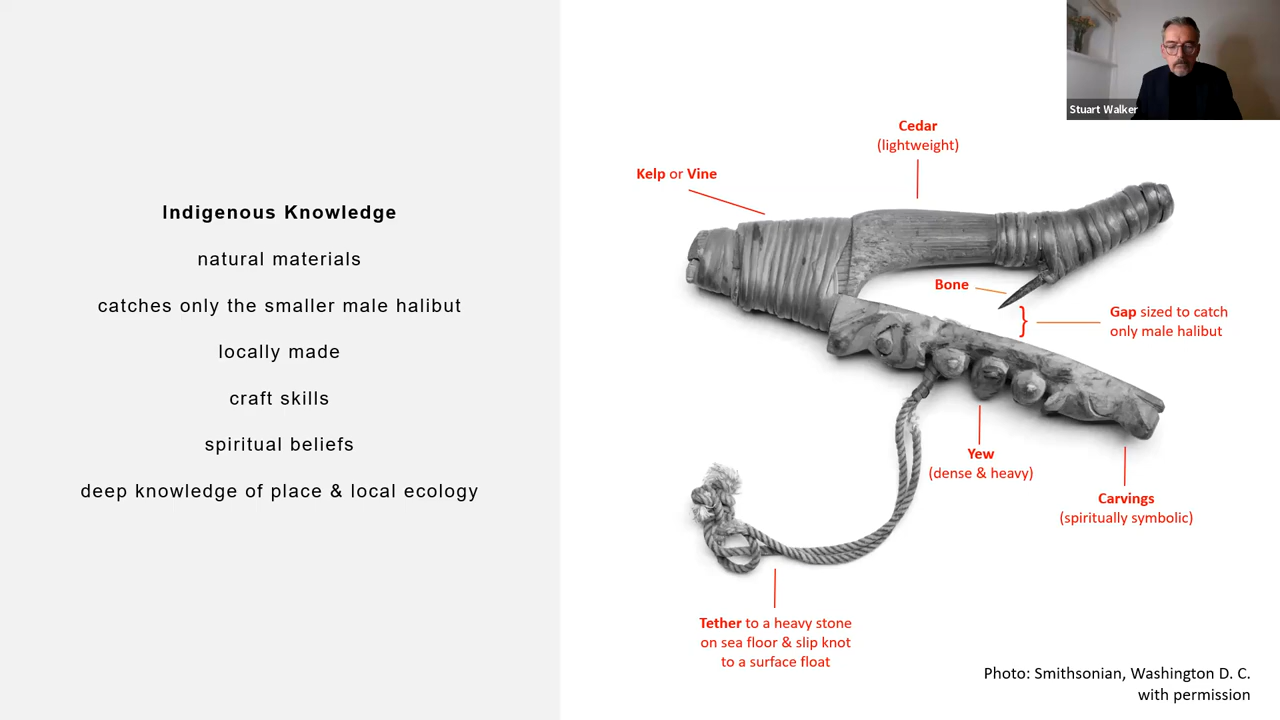 Indigenous Knowledge
natural materials
catches only the smaller male halibut
locally made
craft skills
spiritual beliefs
deep knowledge of place & local ecology
Stuart Walker
Cedar
(lightweight)
Kelp or Vine
Bone
Gap sized to catch
only male halibut
Yew
(dense & heavy)
Carvings
(spiritually symbolic)
Tether to a heavy stone
on sea floor & slip knot
to a surface float
Photo: Smithsonian, Washington D. C.
with permission